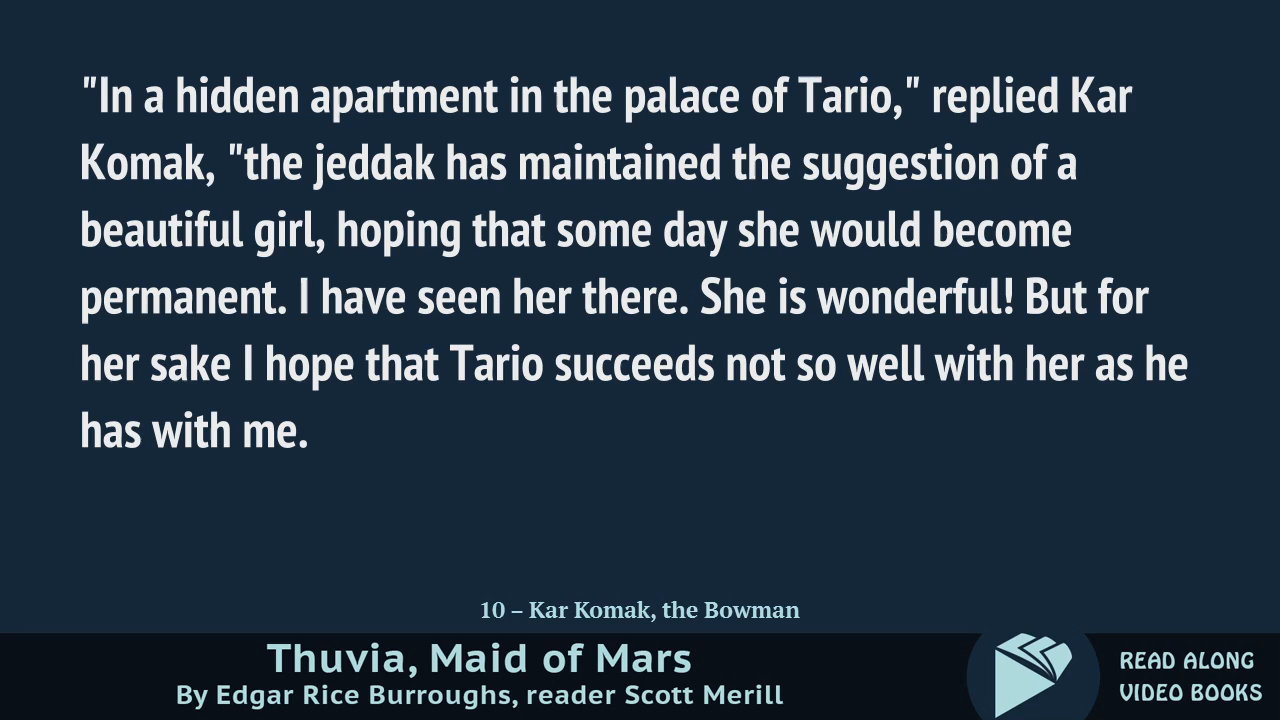 "In a hidden apartment in the palace of Tario," replied Kar
Komak, "the jeddak has maintained the suggestion of a
beautiful girl, hoping that some day she would become
permanent. I have seen her there. She is wonderful! But for
her sake I hope that Tario succeeds not so well with her as he
has with me.
10 – Kar Komak, the Bowman
Thuvia, Maid of Mars
By Edgar Rice Burroughs, reader Scott Merill
READ ALONG
VIDEO BOOKS